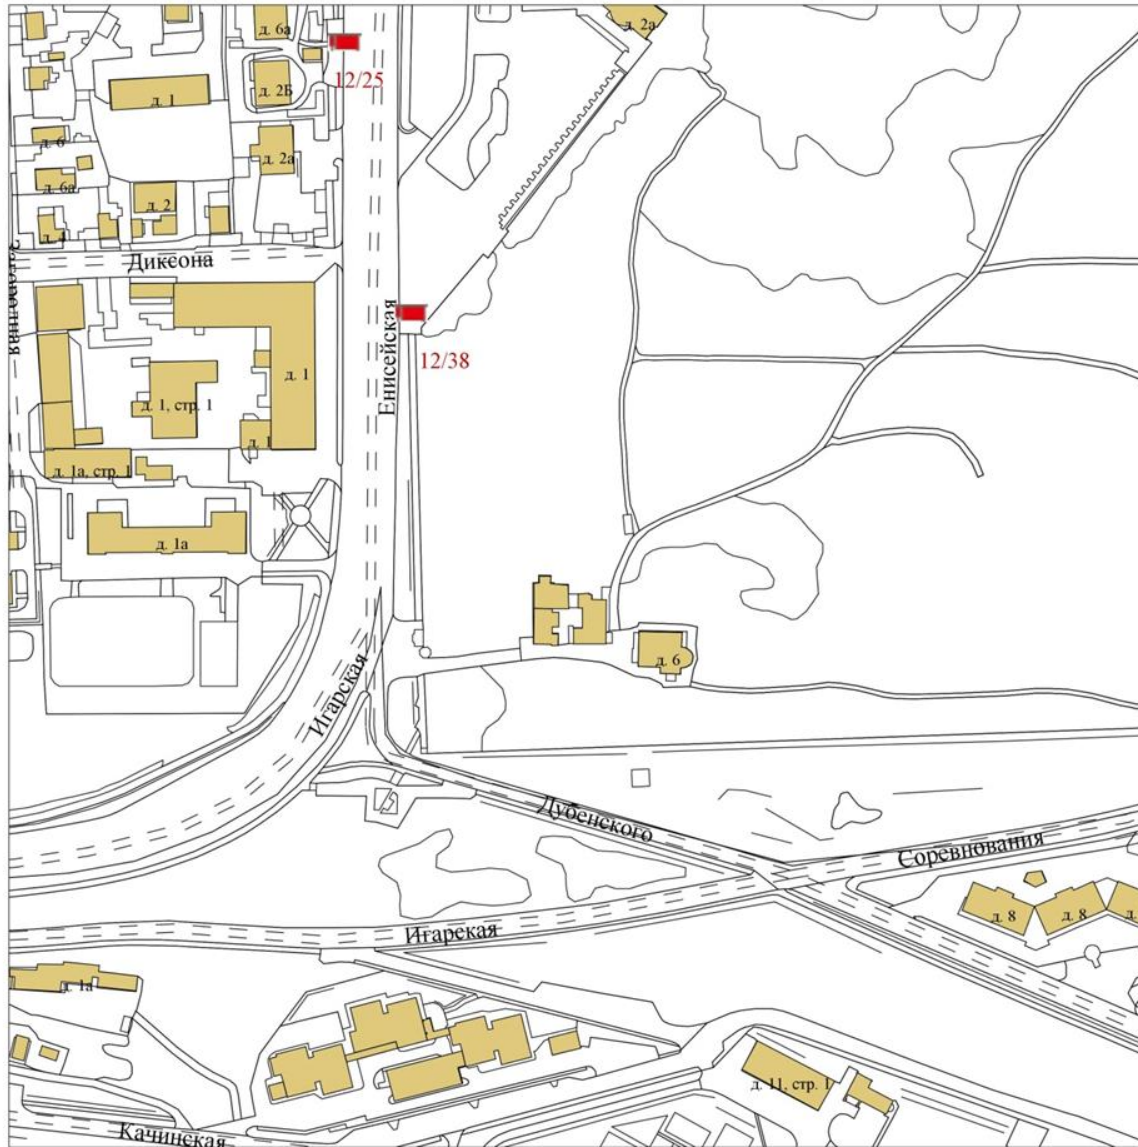 д. 6а
д. 2а
12/25
д. 2Б
д. 1
д. 6
д. 2а
д. 6а
д. 2
д. 4
Диксона
Енисейская
12/38
д. 1
д. 1, стр. 1
д. 1
д. 1а, стр. 1
д. 1а
д. 6
Игарская
Дубенского
Соревнования
д. 8
д. 8
д.
Игарская
д. 1а
д. 11, стр. 1
Качинская